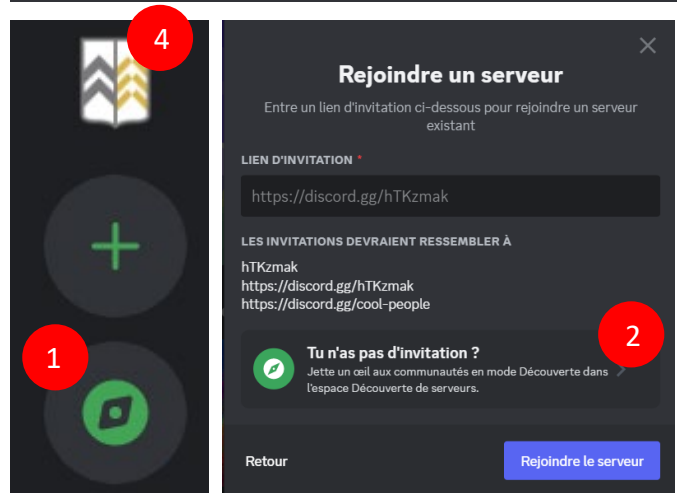 4
1
Rejoindre un serveur
Entre un lien d'invitation ci-dessous pour rejoindre un serveur
existant
LIEN D'INVITATION *
https://discord.gg/hTKzmak
LES INVITATIONS DEVRAIENT RESSEMBLER À
hTKzmak
https://discord.gg/hTKzmak
https://discord.gg/cool-people
2
Tu n'as pas d'invitation ?
Jette un œil aux communautés en mode Découverte dans
l'espace Découverte de serveurs.
Retour
Rejoindre le serveur